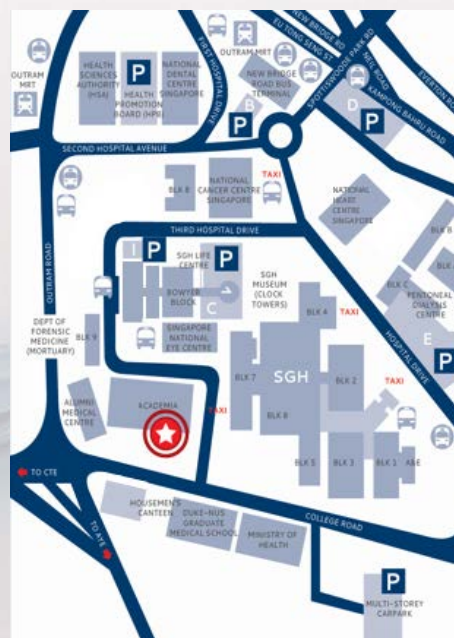 NEW BRIDGE RD
EU TONG SENG ST
OUTRAM MRT
FIRST HOSPITAL DRIVE
SPOTTISWOODE PARK RD
NEW ROAD
EVERTON RO
KAMPONG BAHRU ROAD
OUTRAM
MRT
HEALTH
SCIENCES
AUTHORITY
(HSA)
P
HEALTH
PROMOTION
BOARD (HPB)
NATIONAL
DENTAL
CENTRE
SINGAPORE
NEW BRIDGE
ROAD BUS
TERMINAL
B
P
D
P
SECOND HOSPITAL AVENUE
TAXI
BLK 8
NATIONAL
CANCER CENTRE
SINGAPORE
NATIONAL
HEART
CENTRE
SINGAPORE
THIRD HOSPITAL DRIVE
OUTRAM ROAD
I
P
SGH LIFE
CENTRE
P
BOWYER
BLOCK
C
SGH
MUSEUM
(CLOCK
TOWERS)
BLK B
BLK C
PERITONEAL
DIALYSIS
CENTRE
E
P
HOSPITAL DRIVE
DEPT OF
FORENSIC
MEDICINE
(MORTUARY)
BLK 9
SINGAPORE
NATIONAL
EYE CENTRE
BLK 4
TAXI
SGH
BLK 7
BLK 2
TAXI
ALUMNI
MEDICAL
CENTRE
ACADEMIA
TAXI
BLK 6
BLK 5
BLK 3
BLK 1
A&E
TO CTE
TO AYE
HOUSEMEN'S
CANTEEN
DUKE-NUS
GRADUATE
MEDICAL SCHOOL
MINISTRY OF
HEALTH
COLLEGE ROAD
P
MULTI-STOREY
CARPARK